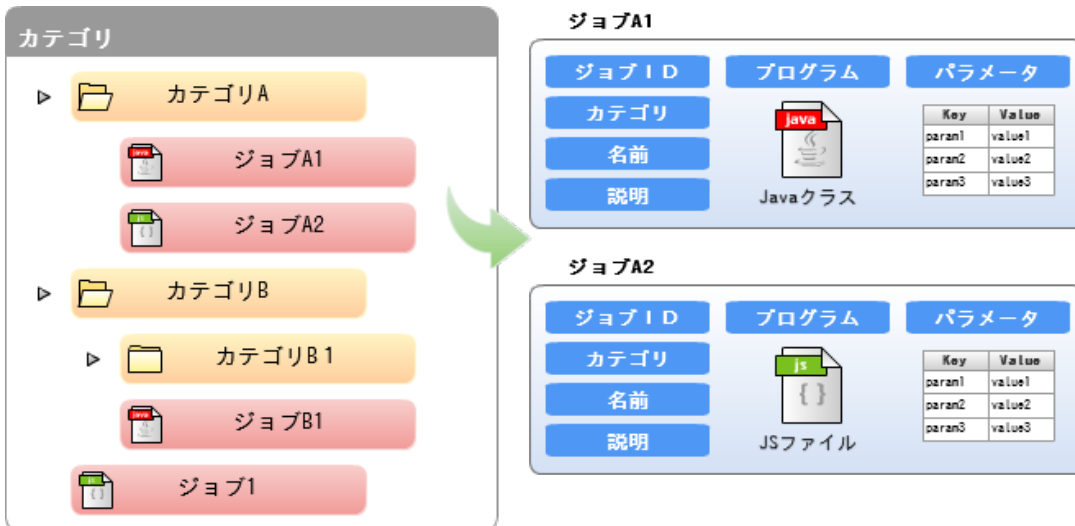 カテゴリ
カテゴリA
java
ジョブA1
js
{ }
ジョブA2
カテゴリB
カテゴリB1
java
ジョブB1
js
{ }
ジョブ1
ジョブA1
ジョブID
プログラム
パラメータ
カテゴリ
名前
説明
java
Javaクラス
Key Value
param1 value1
param2 value2
param3 value3
ジョブA2
ジョブID
プログラム
パラメータ
カテゴリ
名前
説明
js
{ }
JSファイル
Key Value
param1 value1
param2 value2
param3 value3